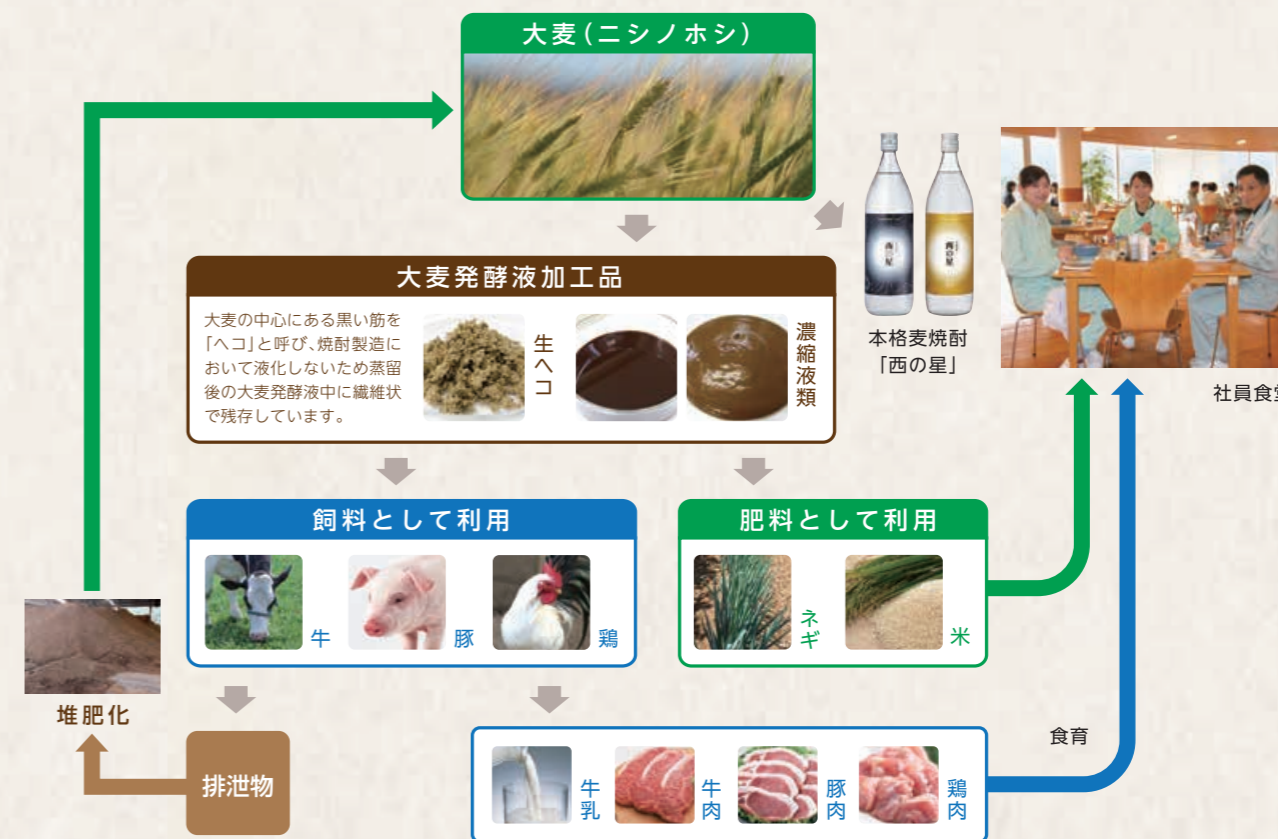 大麦(ニシノホシ)
大麦発酵液加工品
大麦の中心にある黒い筋を
「ヘコ」と呼び、焼酎製造に
おいて液化しないため蒸留
後の大麦発酵液中に繊維状
で残存しています。
生ヘコ
濃縮液類
西の星
西の星
本格麦焼酎
「西の星」
社員食堂
飼料として利用
牛
豚
鶏
肥料として利用
ネギ
米
堆肥化
排泄物
牛乳
牛肉
豚肉
鶏肉
食育